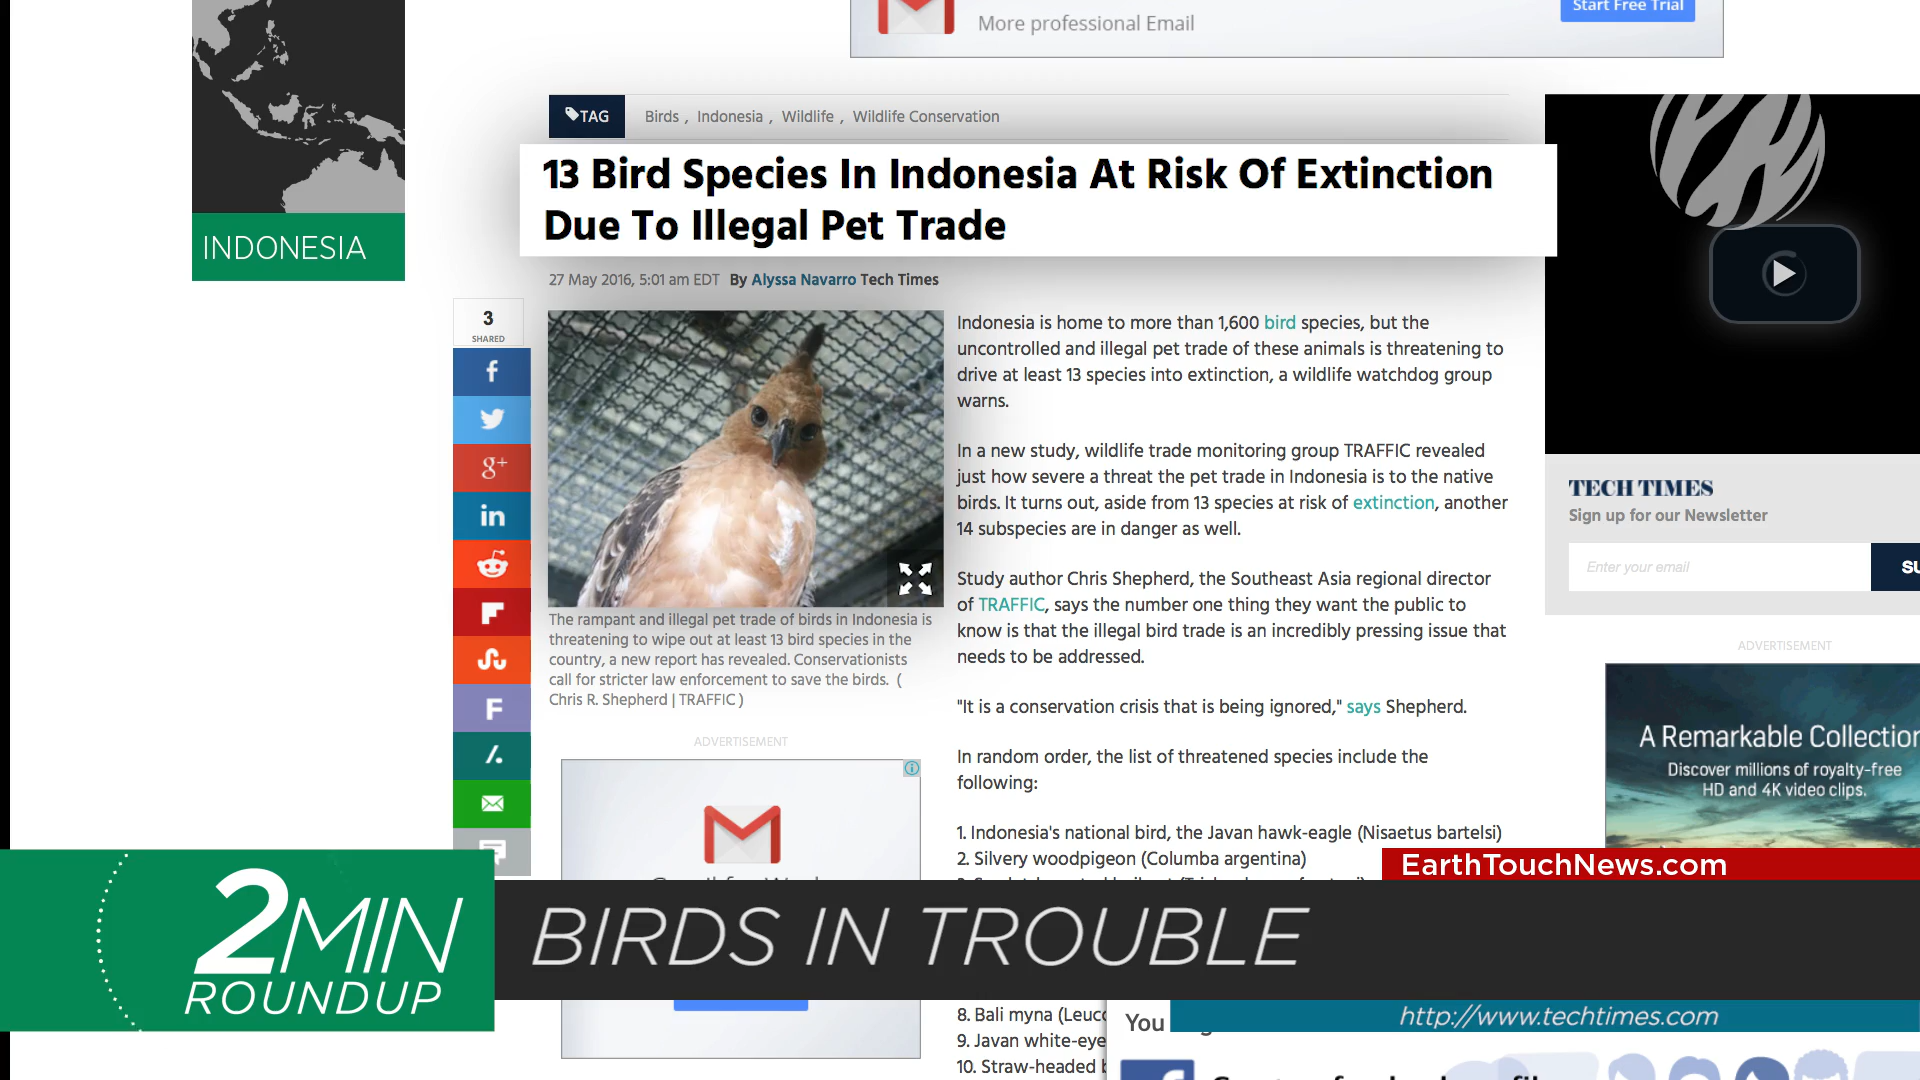 More professional Email
Start Free Trial
TAG
Birds , Indonesia , Wildlife , Wildlife Conservation
13 Bird Species In Indonesia At Risk Of Extinction
Due To Illegal Pet Trade
INDONESIA
27 May 2016, 5:01 am EDT By Alyssa Navarro Tech Times
3
SHARED
Indonesia is home to more than 1,600 bird species, but the
uncontrolled and illegal pet trade of these animals is threatening to
drive at least 13 species into extinction, a wildlife watchdog group
warns.
In a new study, wildlife trade monitoring group TRAFFIC revealed
just how severe a threat the pet trade in Indonesia is to the native
birds. It turns out, aside from 13 species at risk of extinction, another
14 subspecies are in danger as well.
Study author Chris Shepherd, the Southeast Asia regional director
of TRAFFIC, says the number one thing they want the public to
know is that the illegal bird trade is an incredibly pressing issue that
needs to be addressed.
"It is a conservation crisis that is being ignored," says Shepherd.
In random order, the list of threatened species include the
following:
1. Indonesia's national bird, the Javan hawk-eagle (Nisaetus bartelsi)
2. Silvery woodpigeon (Columba argentina)
The rampant and illegal pet trade of birds in Indonesia is
threatening to wipe out at least 13 bird species in the
country, a new report has revealed. Conservationists
call for stricter law enforcement to save the birds. (
Chris R. Shepherd | TRAFFIC )
ADVERTISEMENT
TECH TIMES
Sign up for our Newsletter
Enter your email
SU
ADVERTISEMENT
A Remarkable Collection
Discover millions of royalty-free
HD and 4K video clips.
EarthTouchNews.com
2MIN
ROUNDUP
BIRDS IN TROUBLE
8. Bali myna (Leuc
9. Javan white-eye
10. Straw-headed b
You
http://www.techtimes.com